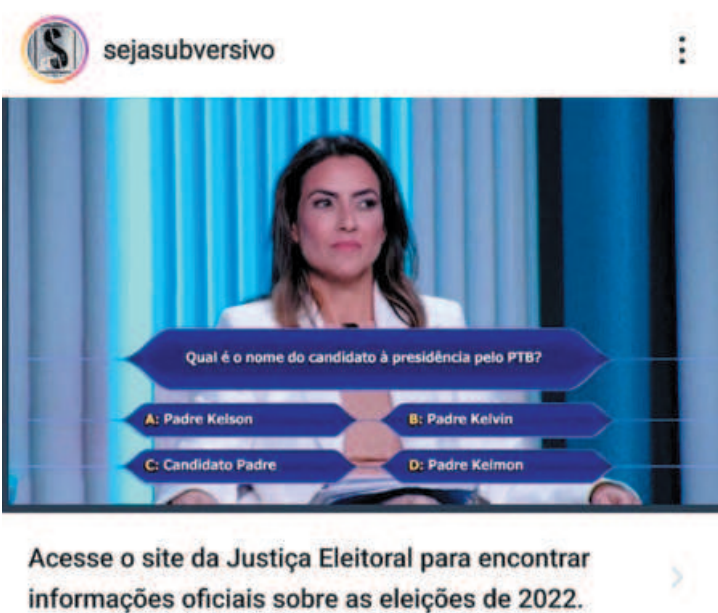 sejasubversivo
Qual é o nome do candidato à presidência pelo PTB?
A: Padre Kelson
B: Padre Kelvin
C: Candidato Padre
D: Padre Kelmon
Acesse o site da Justiça Eleitoral para encontrar
informações oficiais sobre as eleições de 2022.